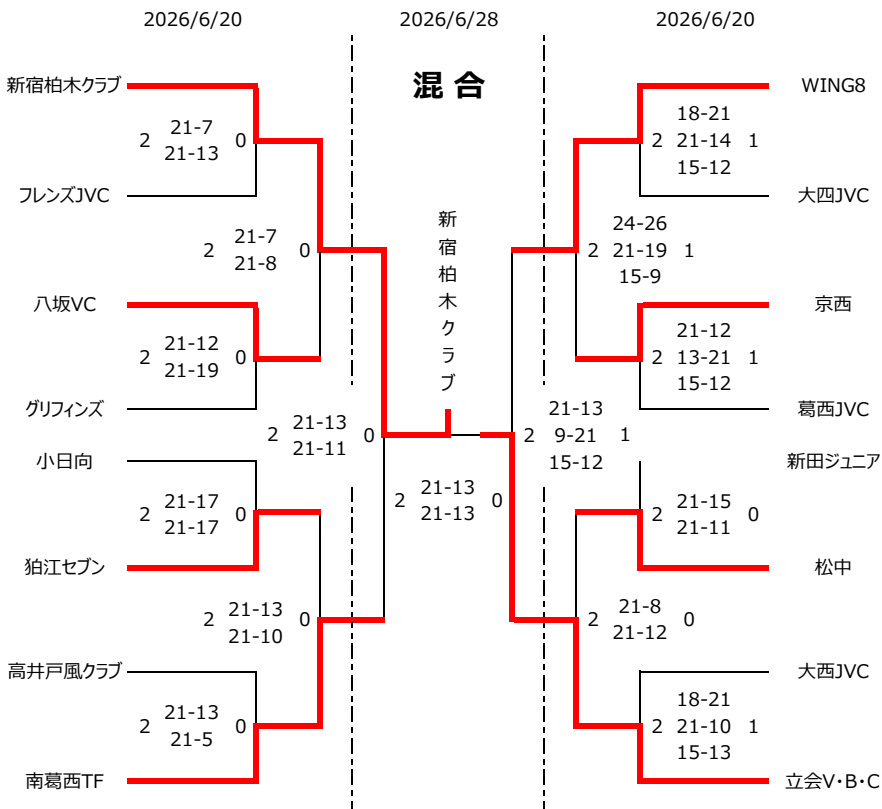 2026/6/20
2026/6/28
2026/6/20
混 合
新宿柏木クラブ
2 21-7 0
21-13
フレンズJVC
2 21-7 0
21-8
八坂VC
2 21-12 0
21-19
グリフィンズ
2 21-13 0
21-11
小日向
2 21-17 0
21-17
狛江セブン
2 21-13 0
21-10
高井戸風クラブ
2 21-13 0
21-5
南葛西TF
新宿柏木クラブ
2 21-13 0
21-13
WING8
18-21
2 21-14 1
15-12
大四JVC
24-26
2 21-19 1
15-9
京西
21-12
2 13-21 1
15-12
葛西JVC
21-13
2 9-21 1
15-12
新田ジュニア
2 21-15 0
21-11
松中
2 21-8 0
21-12
大西JVC
18-21
2 21-10 1
15-13
立会V・B・C